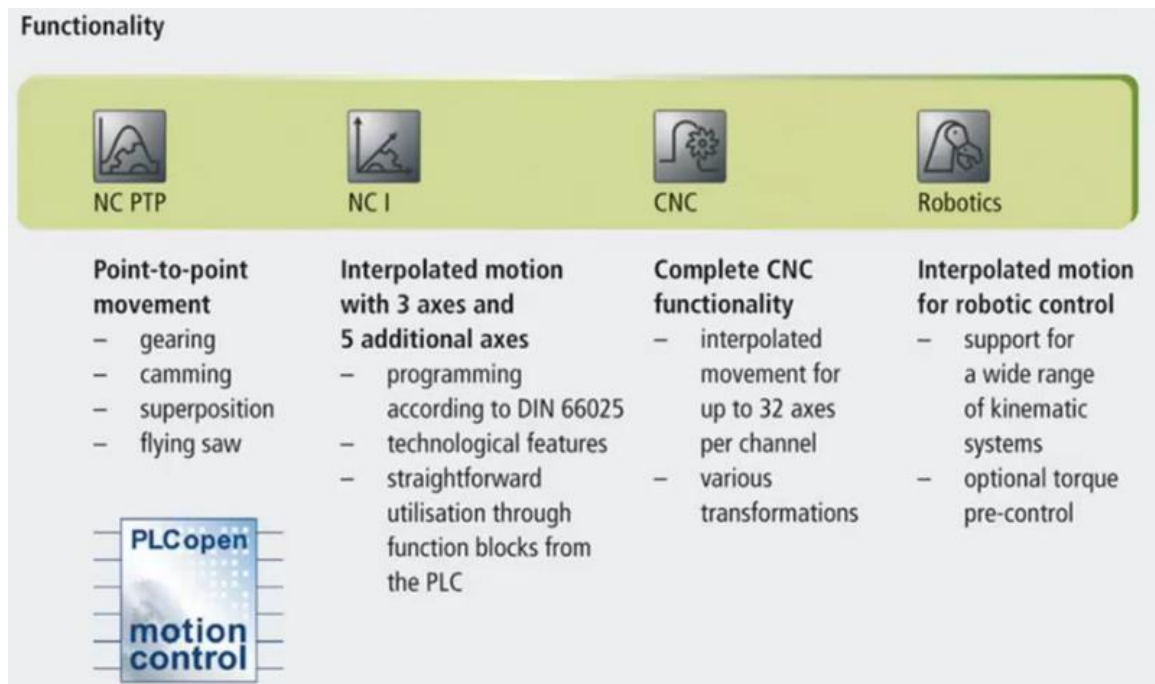 Functionality
NC PTP
NC I
CNC
Robotics
Point-to-point
movement
– gearing
– camming
– superposition
– flying saw
PLCopen
motion
control
Interpolated motion
with 3 axes and
5 additional axes
– programming
according to DIN 66025
– technological features
– straightforward
utilisation through
function blocks from
the PLC
Complete CNC
functionality
– interpolated
movement for
up to 32 axes
per channel
– various
transformations
Interpolated motion
for robotic control
– support for
a wide range
of kinematic
systems
– optional torque
pre-control